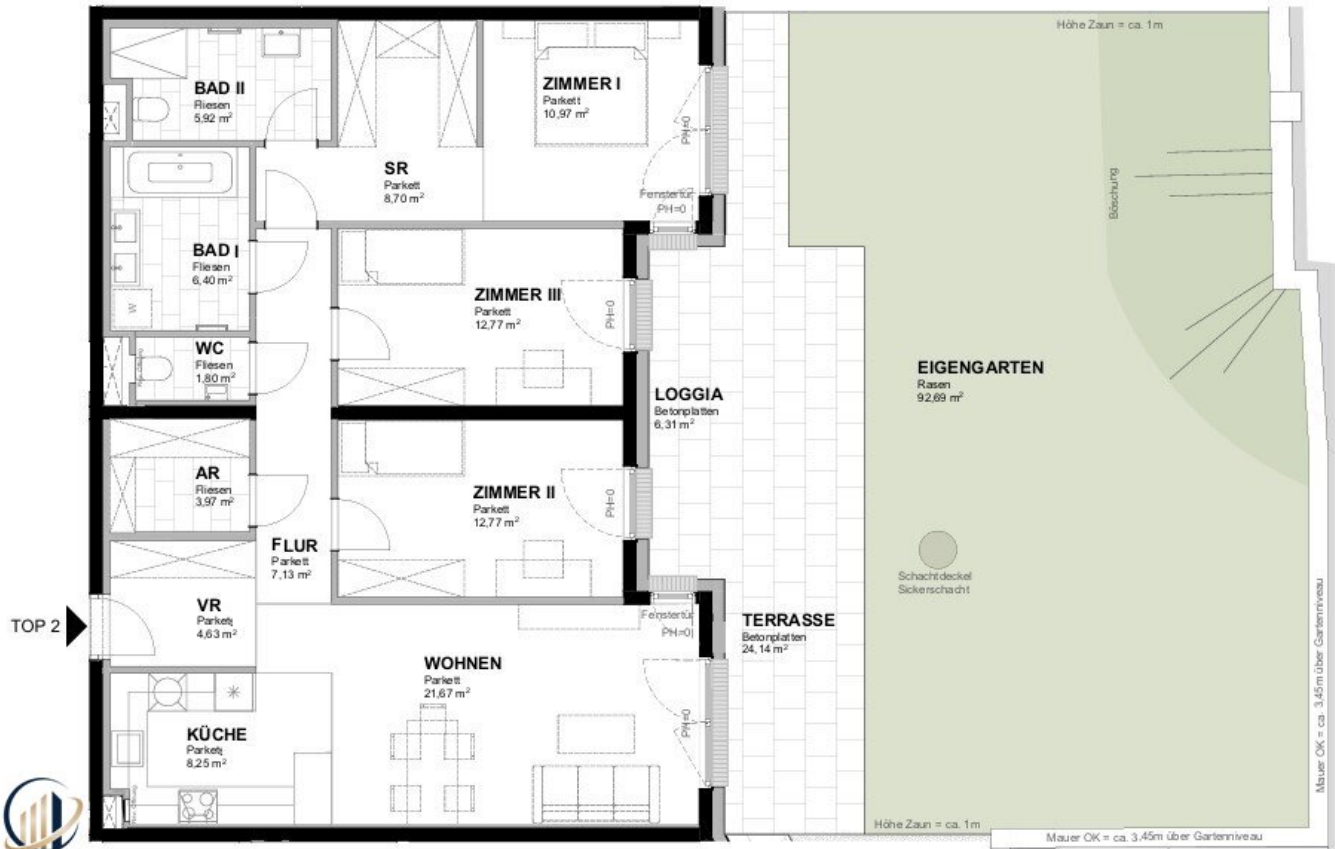 Höhe Zaun = ca. 1m
BAD II
Fliesen
5,92 m²
ZIMMER I
Parkett
10,97 m²
PH=0
SR
Parkett
8,70 m²
Fenstertür
PH=0
Böschung
BAD I
Fliesen
6,40 m²
W
ZIMMER III
Parkett
12,77 m²
PH=0
WC
Fliesen
1,80 m²
LOGGIA
Betonplatten
6,31 m²
EIGENGARTEN
Rasen
92,69 m²
AR
Fliesen
3,97 m²
ZIMMER II
Parkett
12,77 m²
PH=0
FLUR
Parkett
7,13 m²
Schachtdeckel
Sickerschacht
VR
Parkett
4,63 m²
TOP 2
Fenstertür
PH=0
TERRASSE
Betonplatten
24,14 m²
WOHNEN
Parkett
21,67 m²
PH=0
KÜCHE
Parkett
8,25 m²
Mauer OK = ca. 3,45m über Gartenniveau
Höhe Zaun = ca. 1m
Mauer OK = ca. 3,45m über Gartenniveau